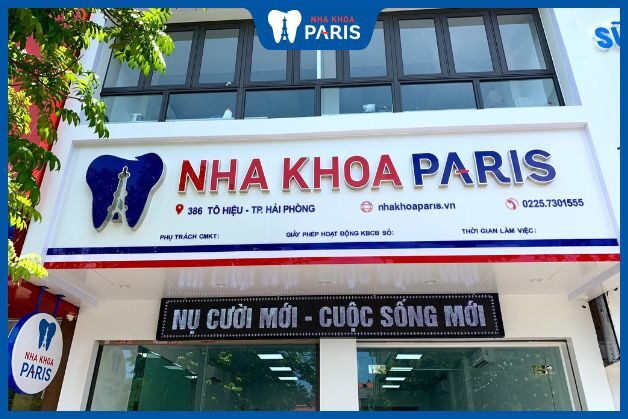 NHA KHOA
PARIS
SỮ
NHA KHOA PARIS
386 TÔ HIỆU - TP. HẢI PHÒNG
nhakhoaparis.vn
0225.7301555
PHỤ TRÁCH CMKT:
GIẤY PHÉP HOẠT ĐỘNG KBCB SỐ:
THỜI GIAN LÀM VIỆC:
NỤ CƯỜI MỚI - CUỘC SỐNG MỚI
NHA KHOA
PARIS